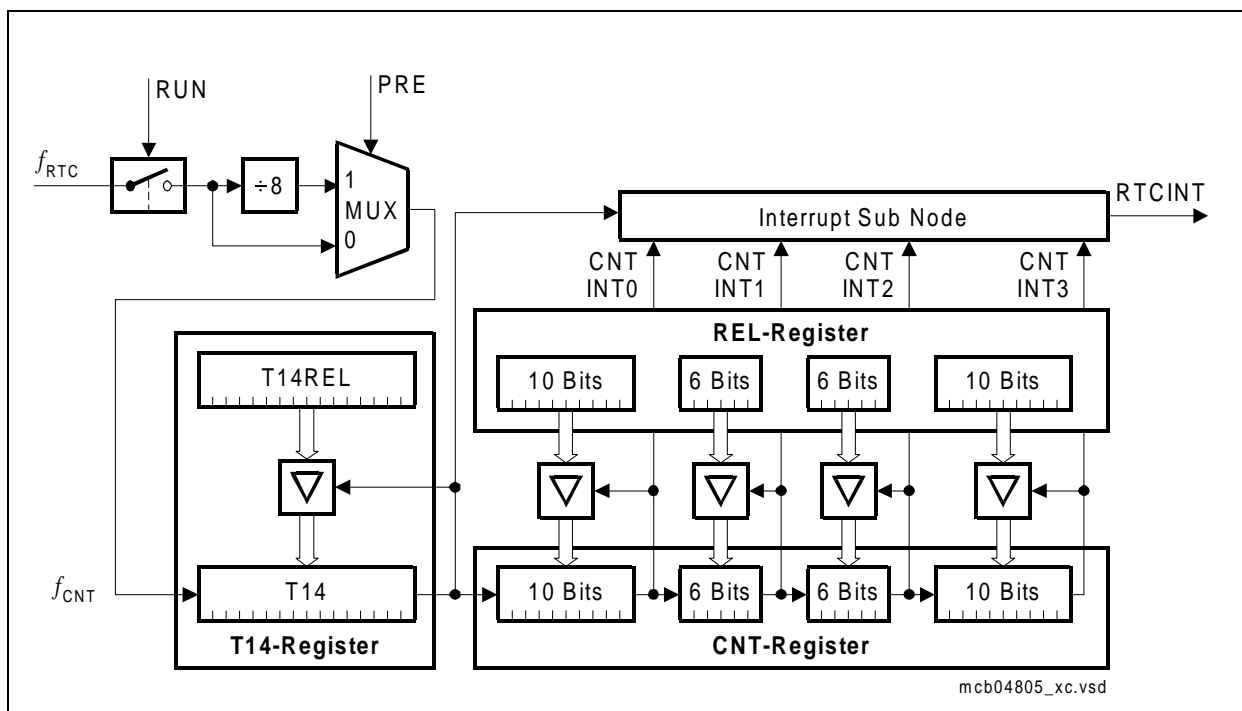 RUN
PRE
fRTC
÷8
1
MUX
0
RTCINT
Interrupt Sub Node
CNT INT0
CNT INT1
CNT INT2
CNT INT3
REL-Register
T14REL
10 Bits
6 Bits
6 Bits
10 Bits
fCNT
T14
10 Bits
6 Bits
6 Bits
10 Bits
T14-Register
CNT-Register
mcb04805_xc.vsd